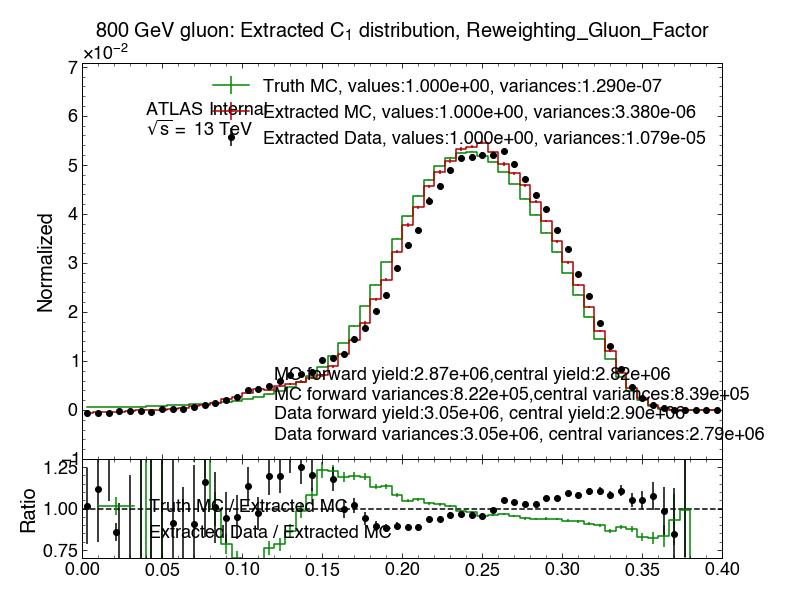 800 GeV gluon: Extracted C₁ distribution, Reweighting_Gluon_Factor
×10⁻²
7
6
5
4
3
2
1
0
1
Normalized
Truth MC, values:1.000e+00, variances:1.290e-07
Extracted MC, values:1.000e+00, variances:3.380e-06
Extracted Data, values:1.000e+00, variances:1.079e-05
ATLAS Internal
√s = 13 TeV
MC forward yield:2.87e+06,central yield:2.82e+06
MC forward variances:8.22e+05,central variances:8.39e+05
Data forward yield:3.05e+06, central yield:2.90e+06
Data forward variances:3.05e+06, central variances:2.79e+06
1.25
1.00
0.75
Ratio
Truth MC / Extracted MC
Extracted Data / Extracted MC
0.00 0.05 0.10 0.15 0.20 0.25 0.30 0.35 0.40